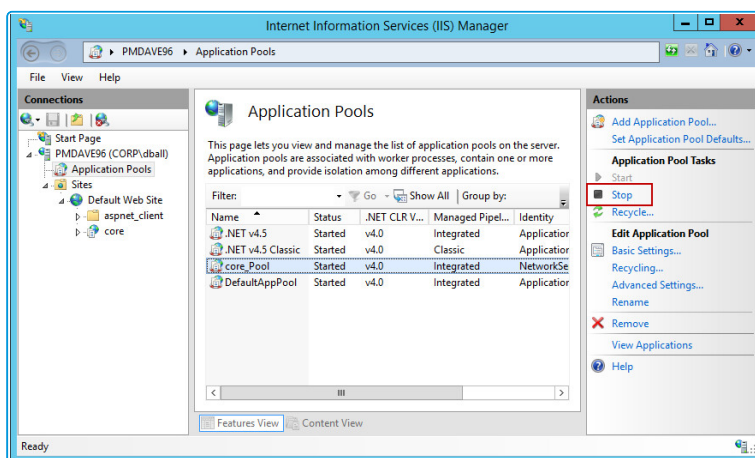 Internet Information Services (IIS) Manager
PMDAVE96 Application Pools
File View Help
Connections
Start Page
PMDAVE96 (CORP\dball)
Application Pools
Sites
Default Web Site
aspnet_client
core
Application Pools
This page lets you view and manage the list of application pools on the server.
Application pools are associated with worker processes, contain one or more
applications, and provide isolation among different applications.
Filter: Go Show All Group by:
Name Status .NET CLR V... Managed Pipel... Identity
.NET v4.5 Started v4.0 Integrated Application
.NET v4.5 Classic Started v4.0 Classic Application
core_Pool Started v4.0 Integrated NetworkSe
DefaultAppPool Started v4.0 Integrated Application
Features View Content View
Actions
Add Application Pool...
Set Application Pool Defaults...
Application Pool Tasks
Start
Stop
Recycle...
Edit Application Pool
Basic Settings...
Recycling...
Advanced Settings...
Rename
Remove
View Applications
Help
Ready